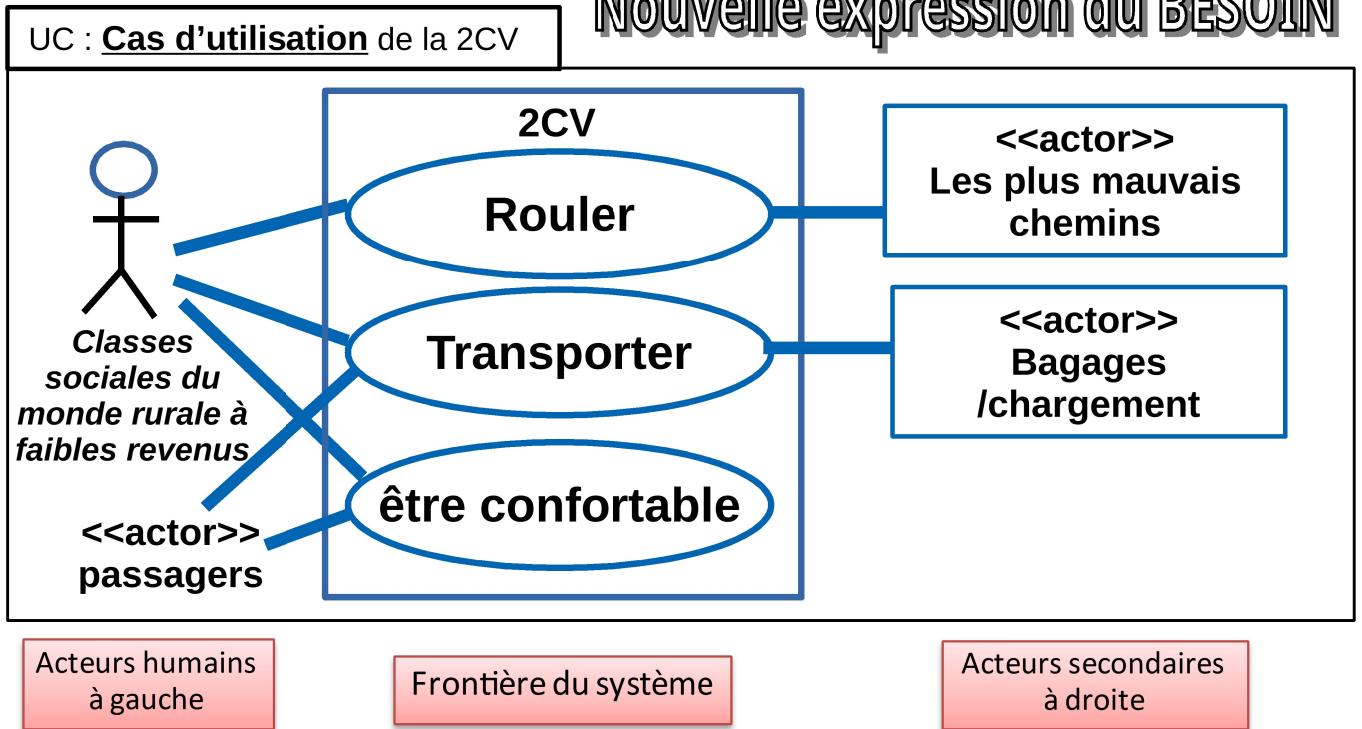 Nouvelle expression du BESOIN
UC : Cas d’utilisation de la 2CV
2CV
Rouler
Transporter
être confortable
<<actor>>
Les plus mauvais
chemins
<<actor>>
Bagages
/chargement
Classes
sociales du
monde rurale à
faibles revenus
<<actor>>
passagers
Acteurs humains
à gauche
Frontière du système
Acteurs secondaires
à droite